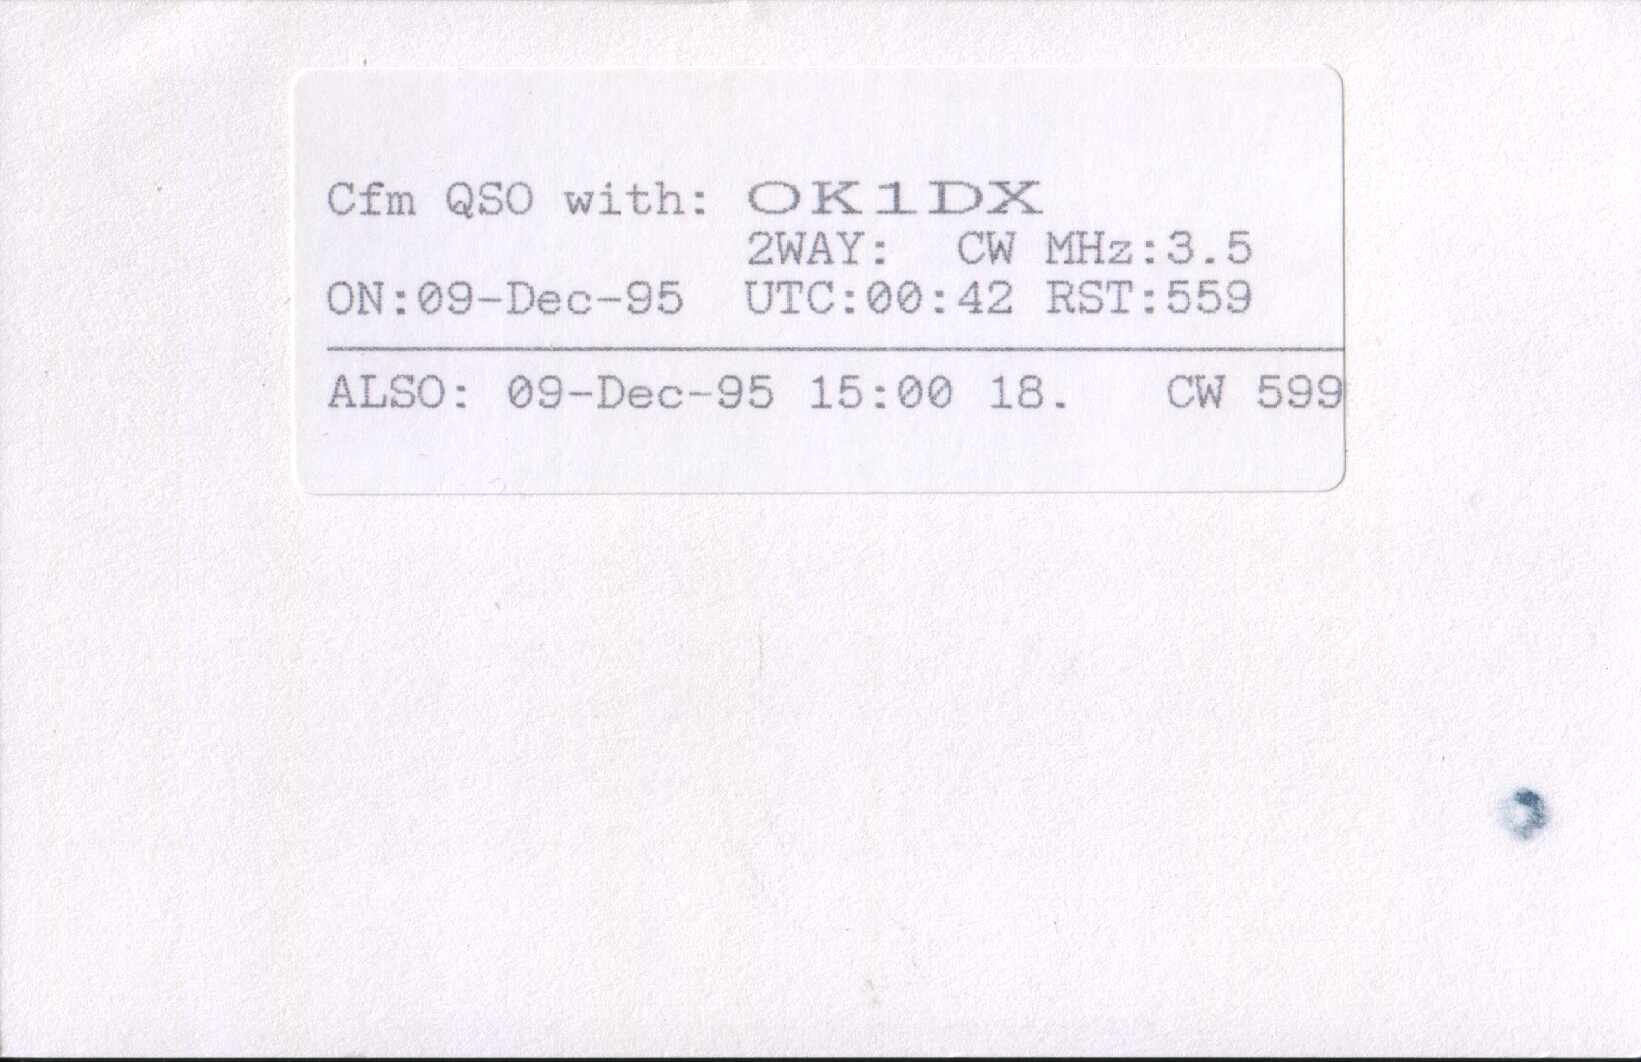 Cfm QSO with: OK1DX
2WAY: CW MHz:3.5
ON:09-Dec-95 UTC:00:42 RST:559
ALSO: 09-Dec-95 15:00 18. CW 599